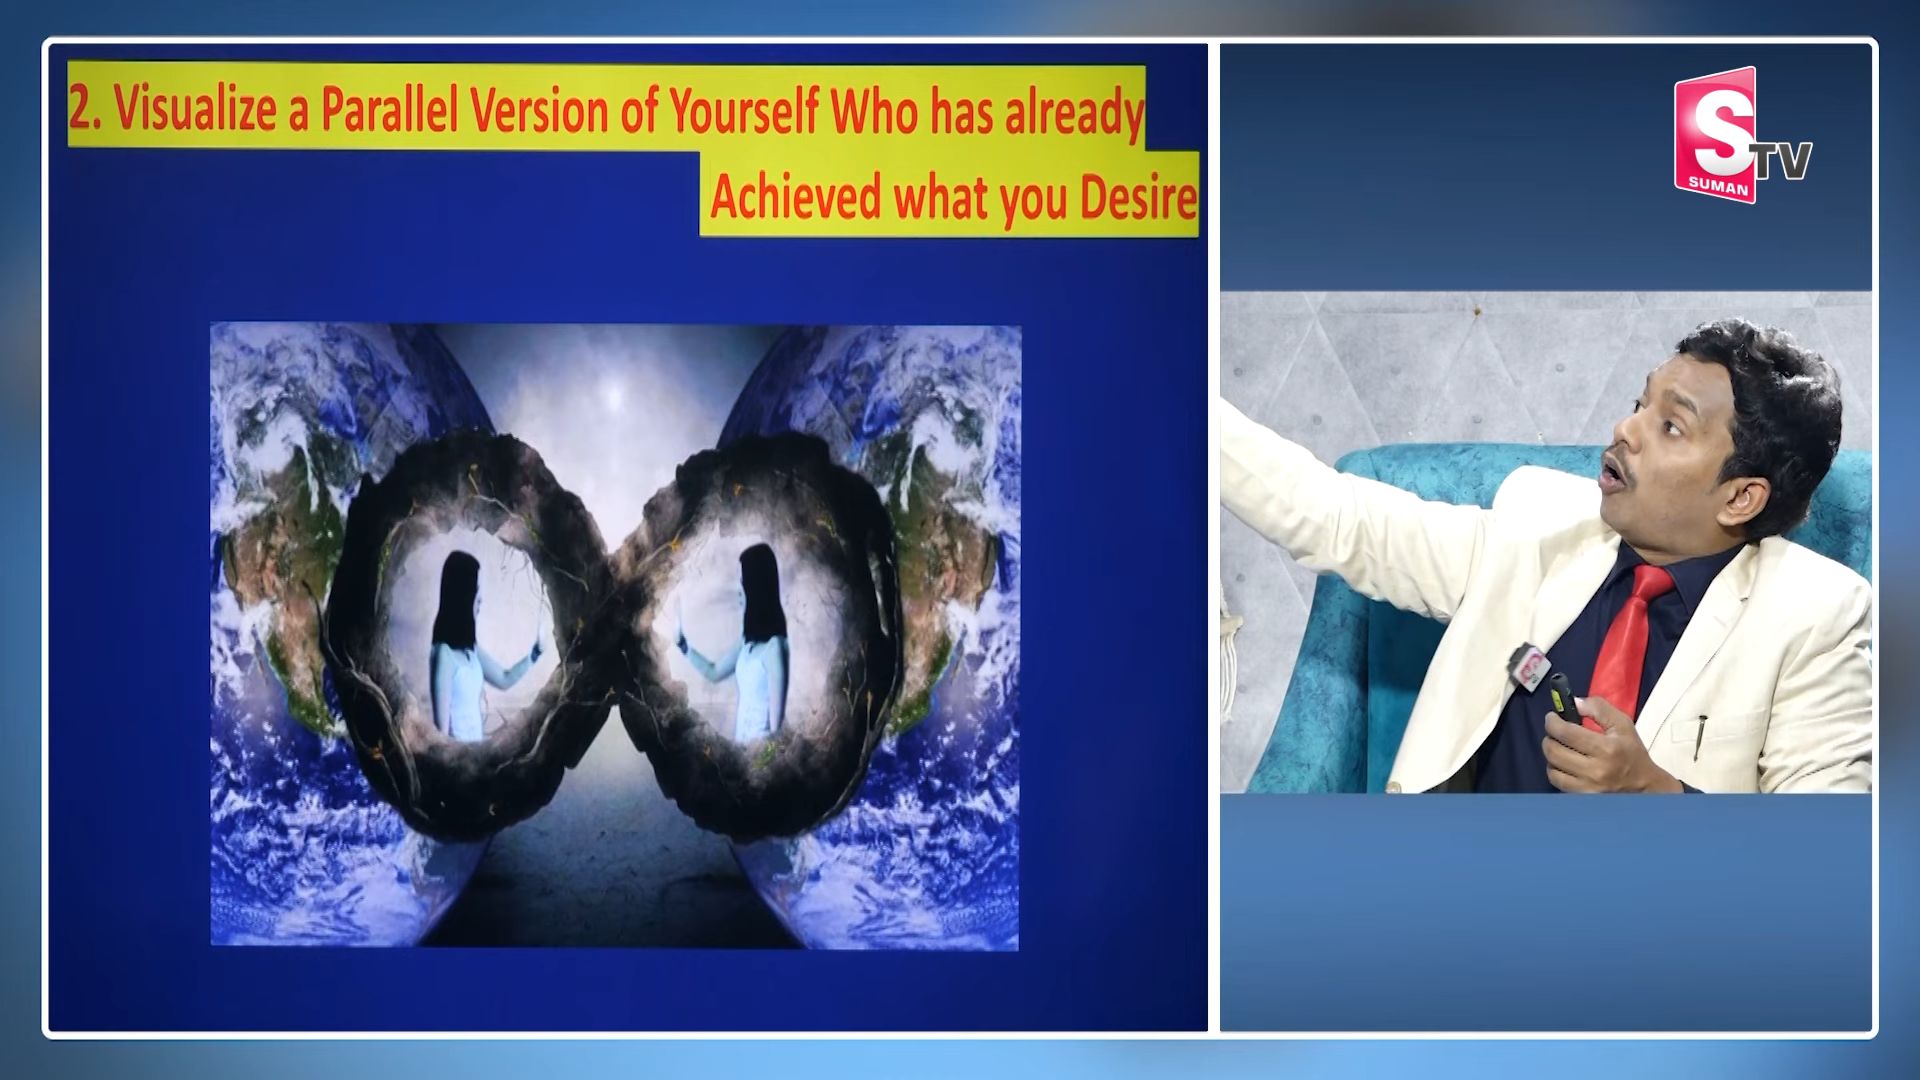 2. Visualize a Parallel Version of Yourself Who has already
Achieved what you Desire
S TV
SUMAN